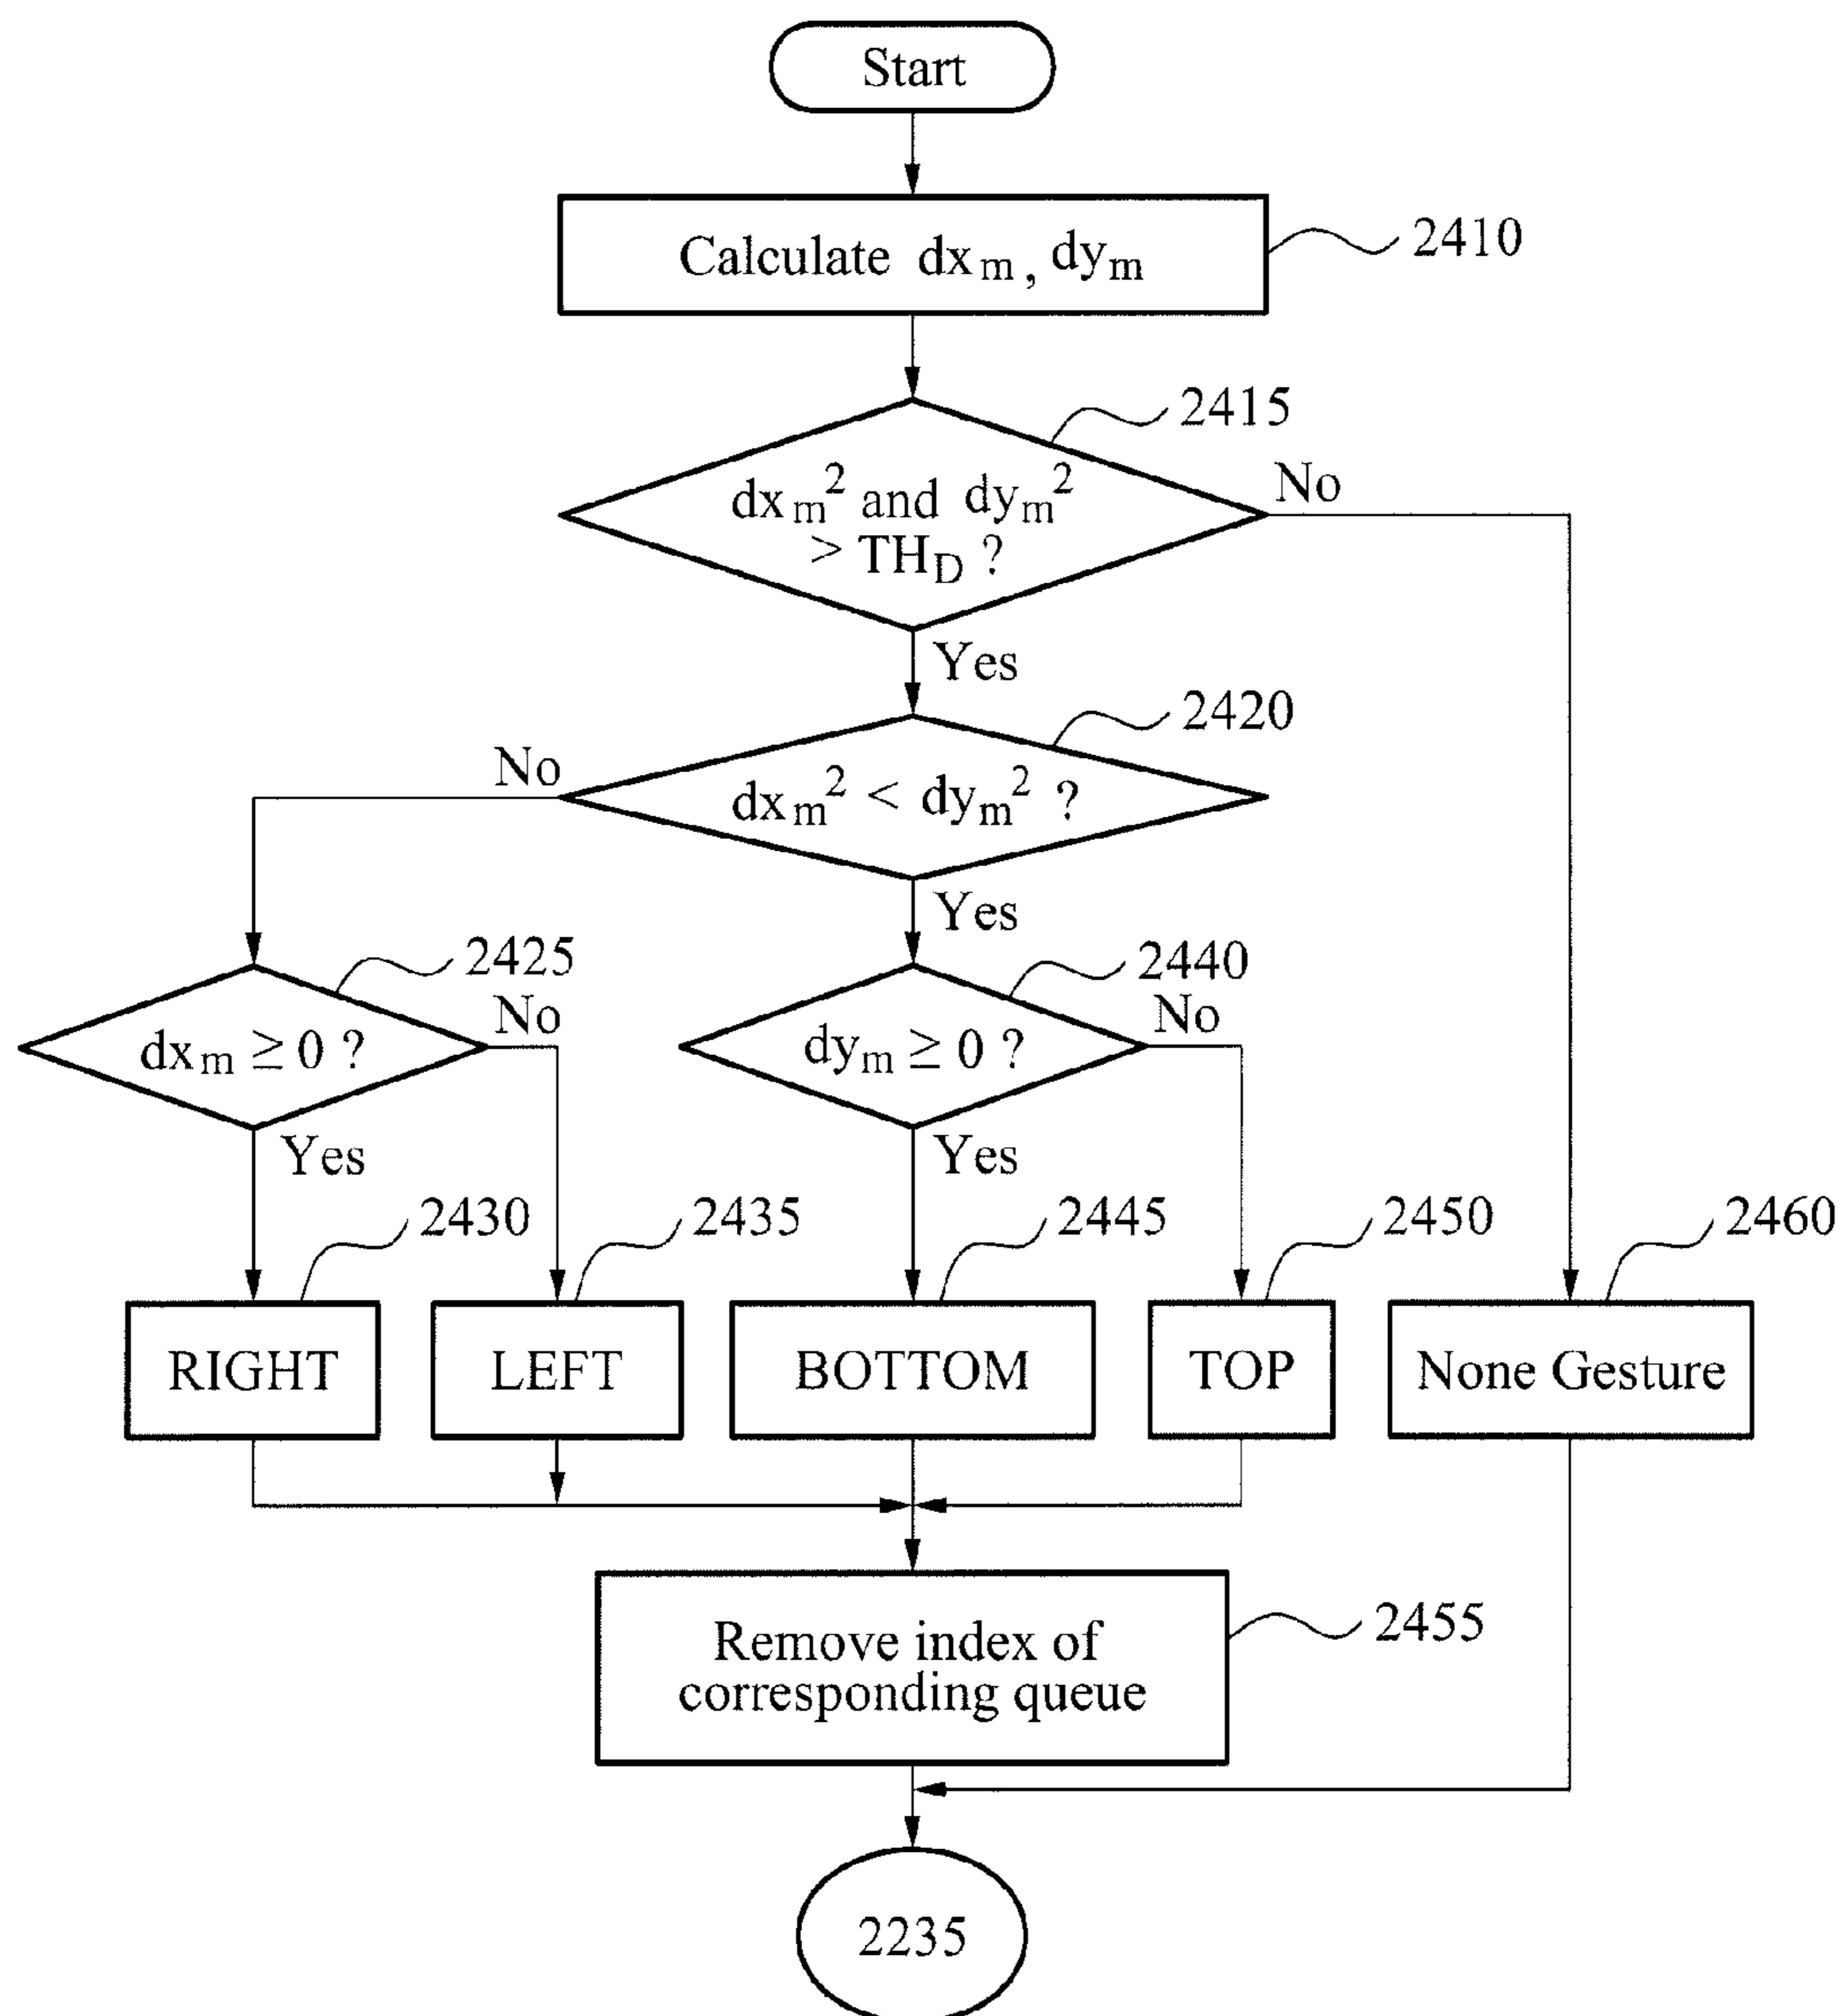 Start
Calculate dxₘ, dyₘ
2410
2415
dxₘ² and dyₘ²
> TH_D ?
No
Yes
2420
dxₘ² < dyₘ² ?
No
Yes
2425
dxₘ ≥ 0 ?
No
Yes
2440
dyₘ ≥ 0 ?
No
Yes
2430
RIGHT
2435
LEFT
2445
BOTTOM
2450
TOP
2460
None Gesture
Remove index of
corresponding queue
2455
2235